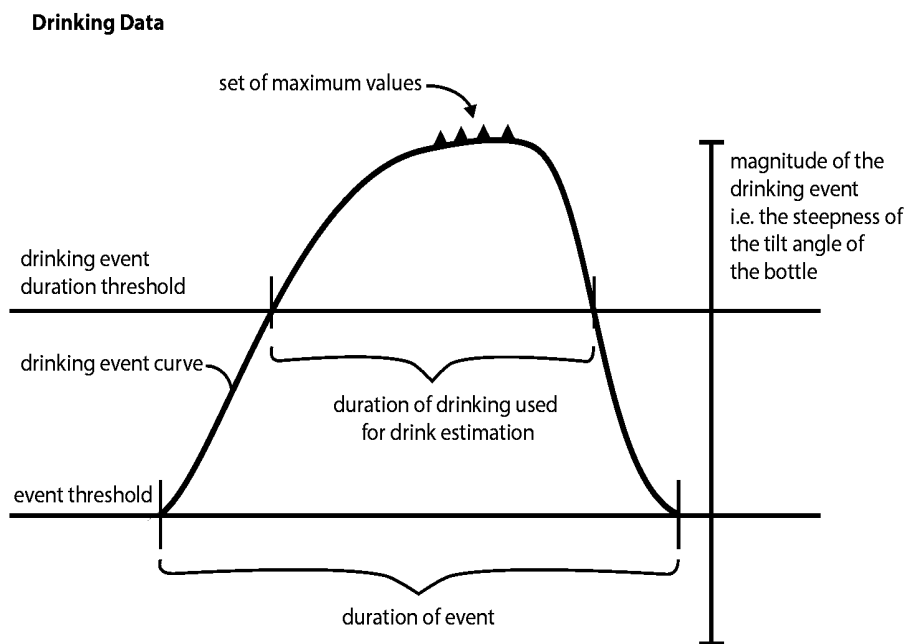 Drinking Data
set of maximum values
magnitude of the
drinking event
i.e. the steepness of
the tilt angle of
the bottle
drinking event
duration threshold
drinking event curve
duration of drinking used
for drink estimation
event threshold
duration of event